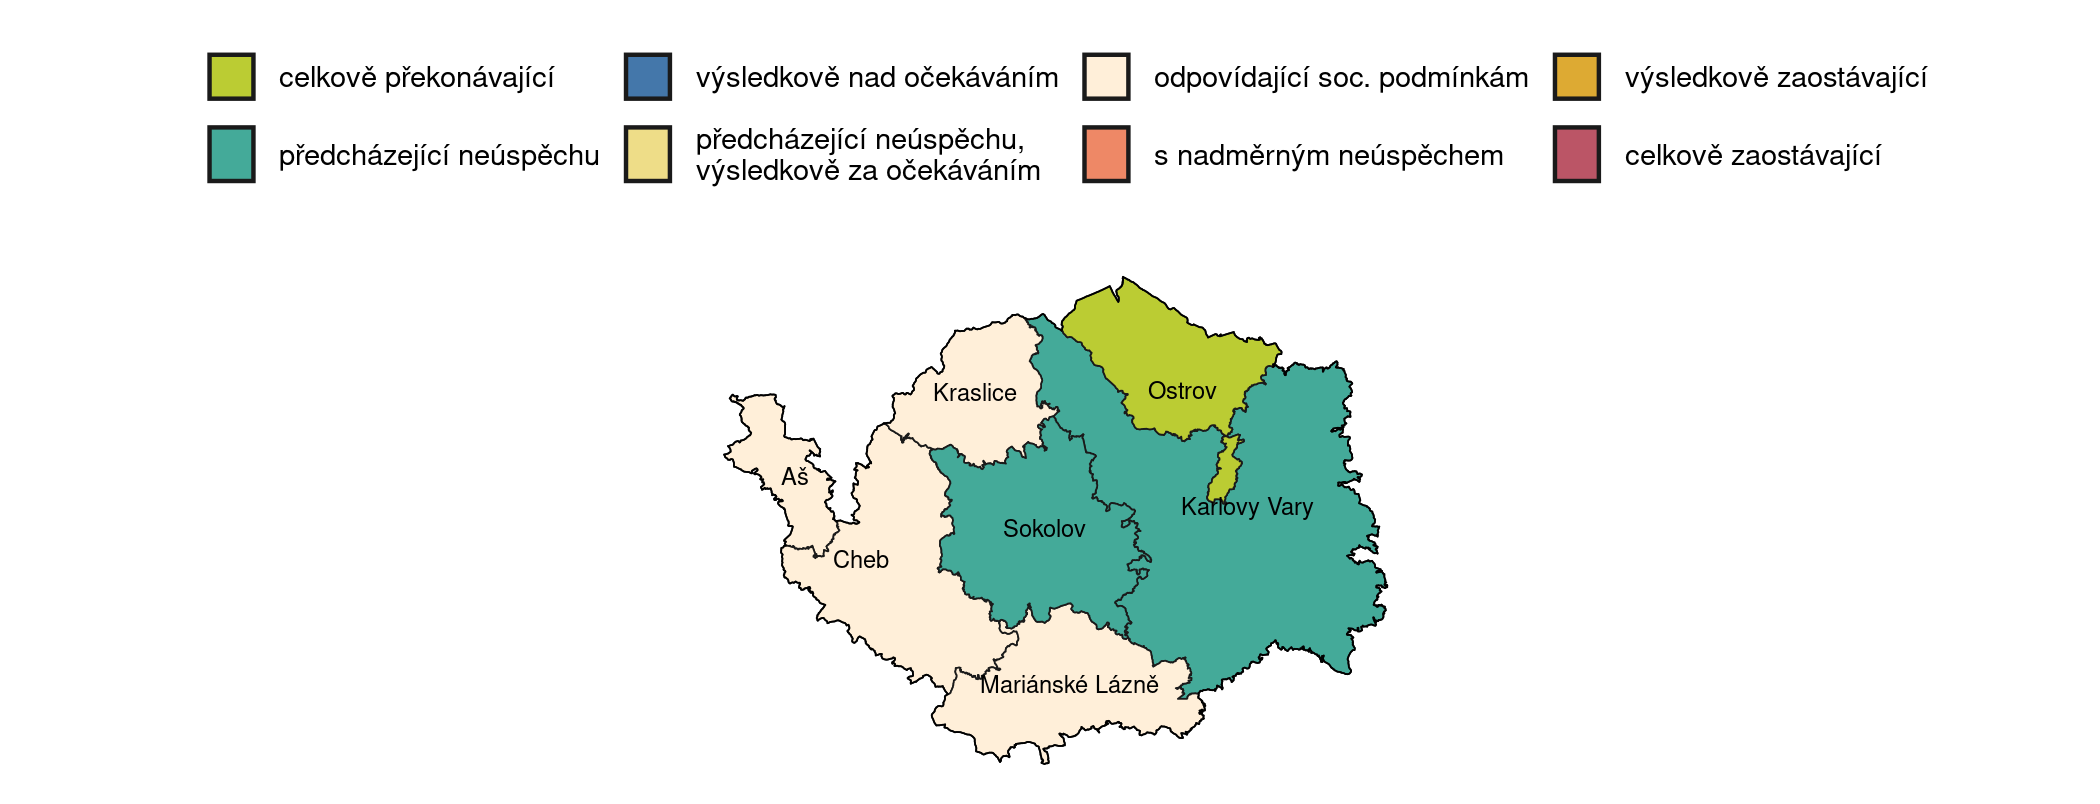 celkově překonávající
výsledkově nad očekáváním
odpovídající soc. podmínkám
výsledkově zaostávající
předcházející neúspěchu
předcházející neúspěchu,
výsledkově za očekáváním
s nadměrným neúspěchem
celkově zaostávající
Ostrov
Kraslice
Aš
Karlovy Vary
Sokolov
Cheb
Mariánské Lázně